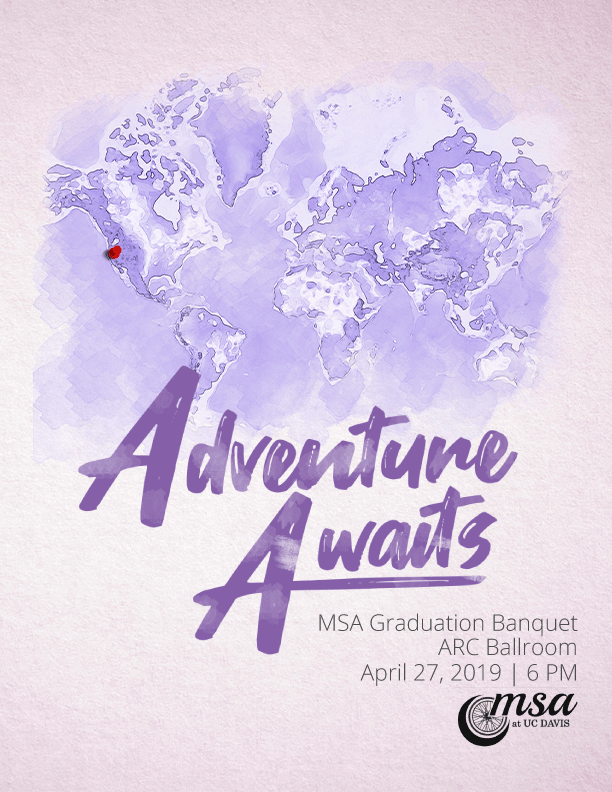 Adventure
Awaits
MSA Graduation Banquet
ARC Ballroom
April 27, 2019 | 6 PM
msa
at UC DAVIS